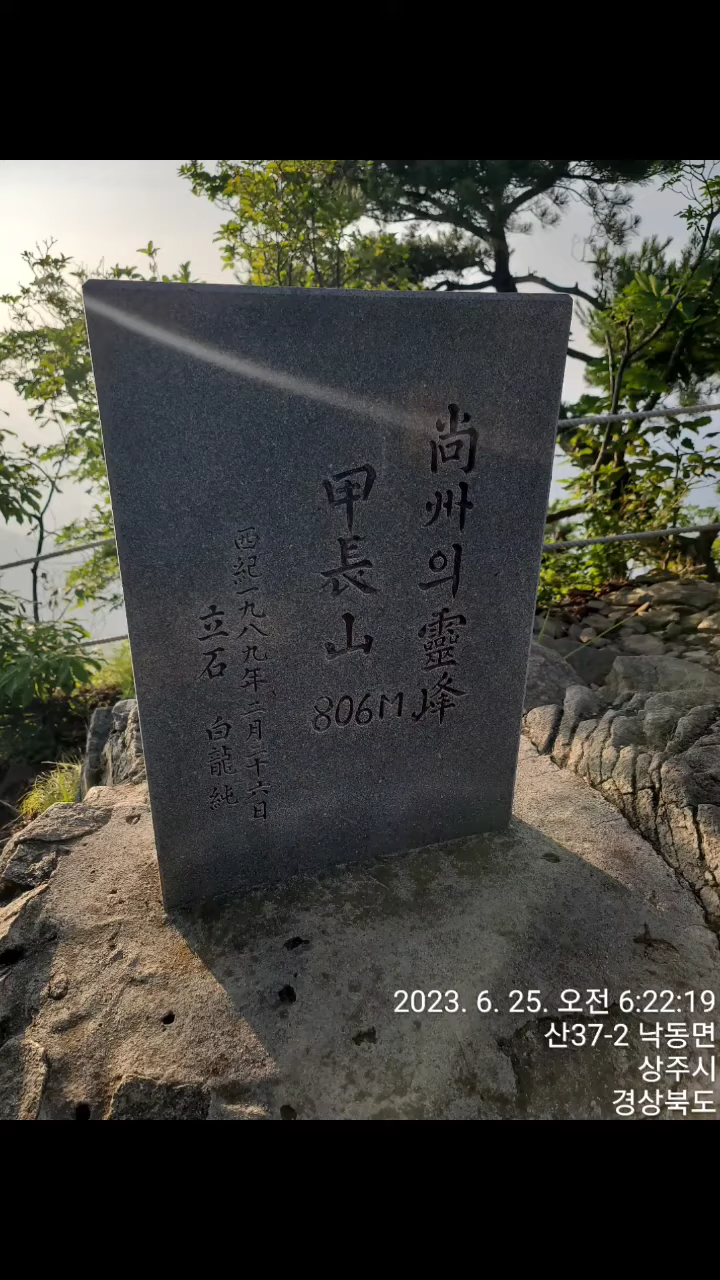 尚州의靈峰
甲長山
806M
西紀一九八九年二月二十六日
立石 白龍純
2023. 6. 25. 오전 6:22:19
산37-2 낙동면
상주시
경상북도